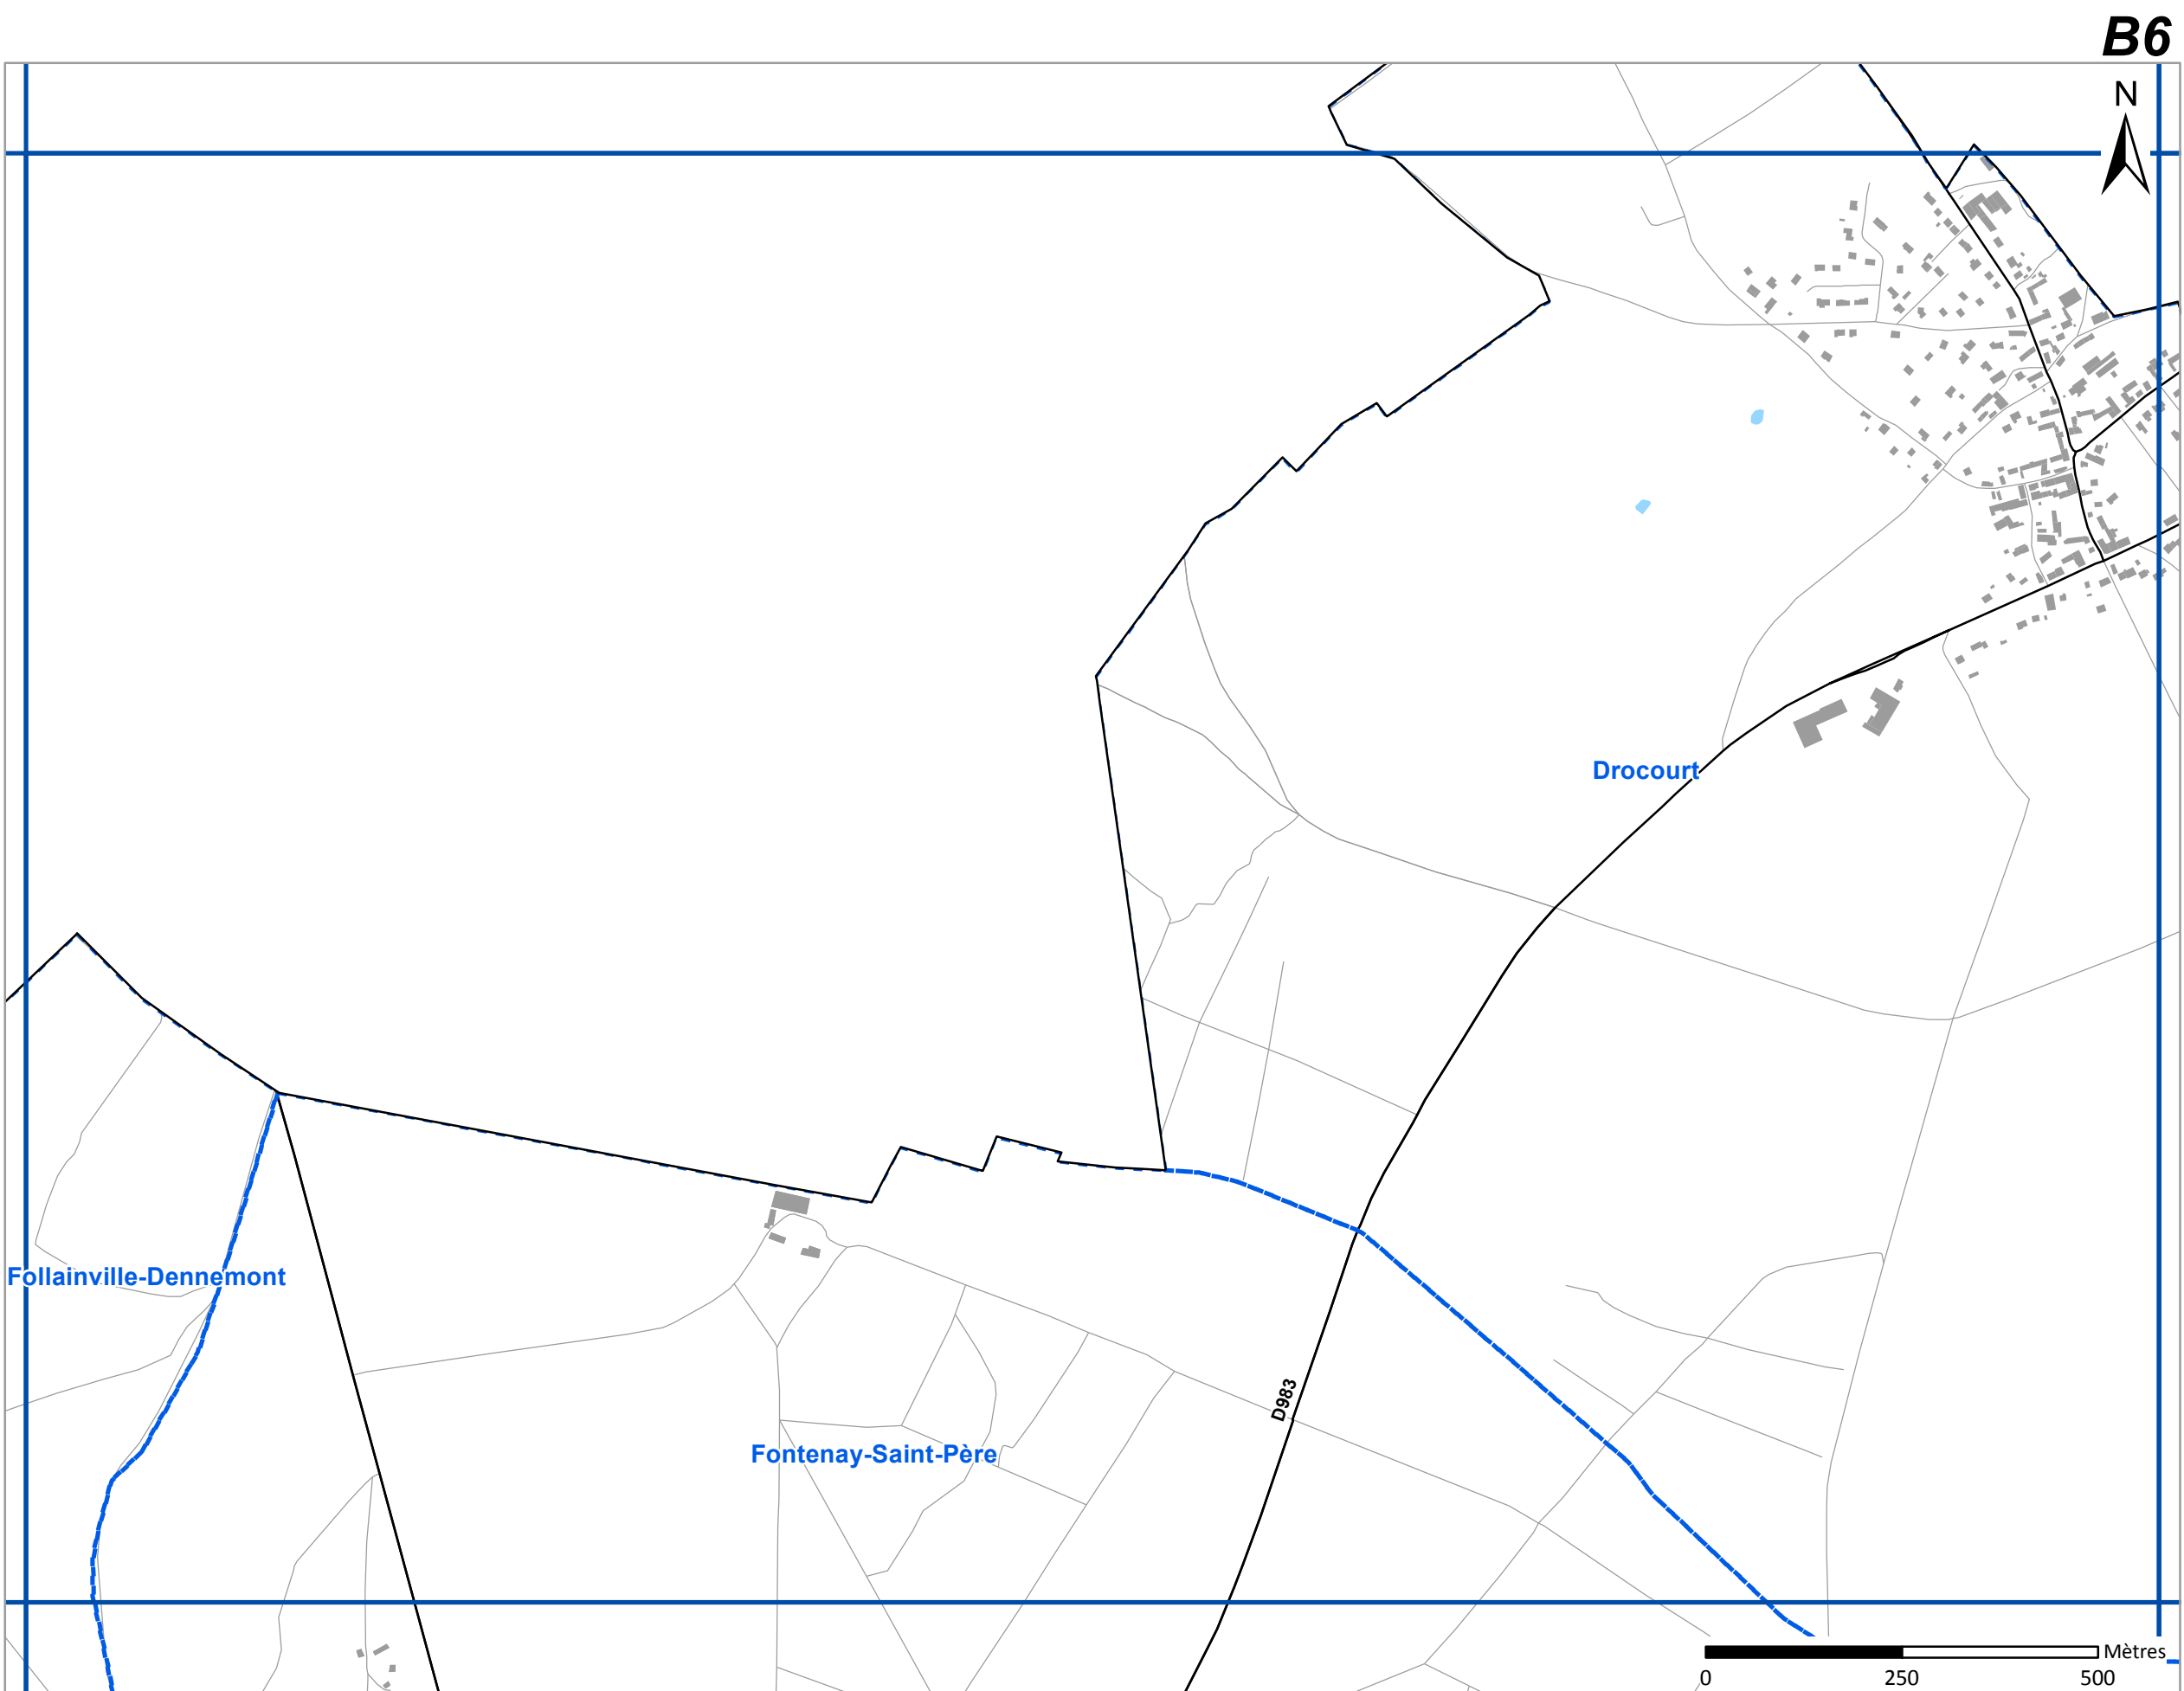 B6
N
Drocourt
Follainville-Dennemont
D983
Fontenay-Saint-Père
Mètres
0 250 500